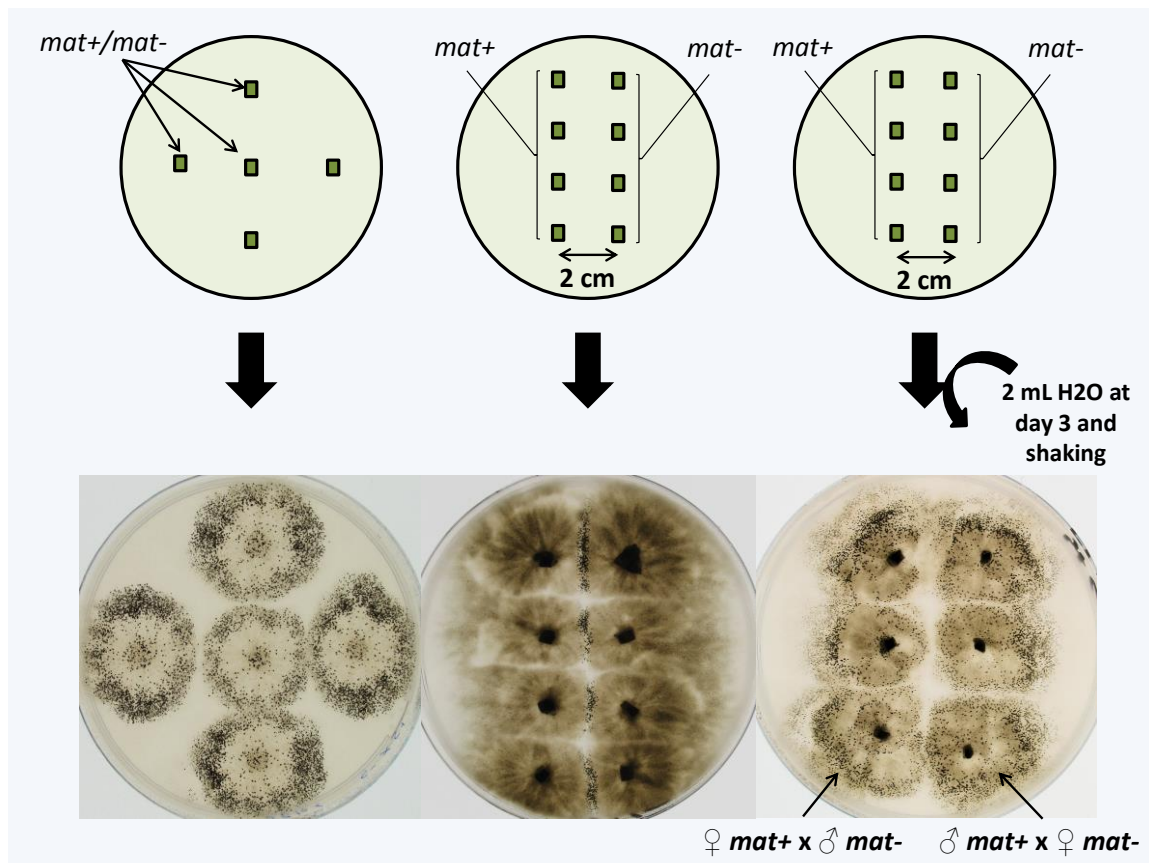 mat+/mat-
mat+
mat-
mat+
mat-
2 cm
2 cm
2 mL H2O at
day 3 and
shaking
♀ mat+ x ♂ mat-
♂ mat+ x ♀ mat-